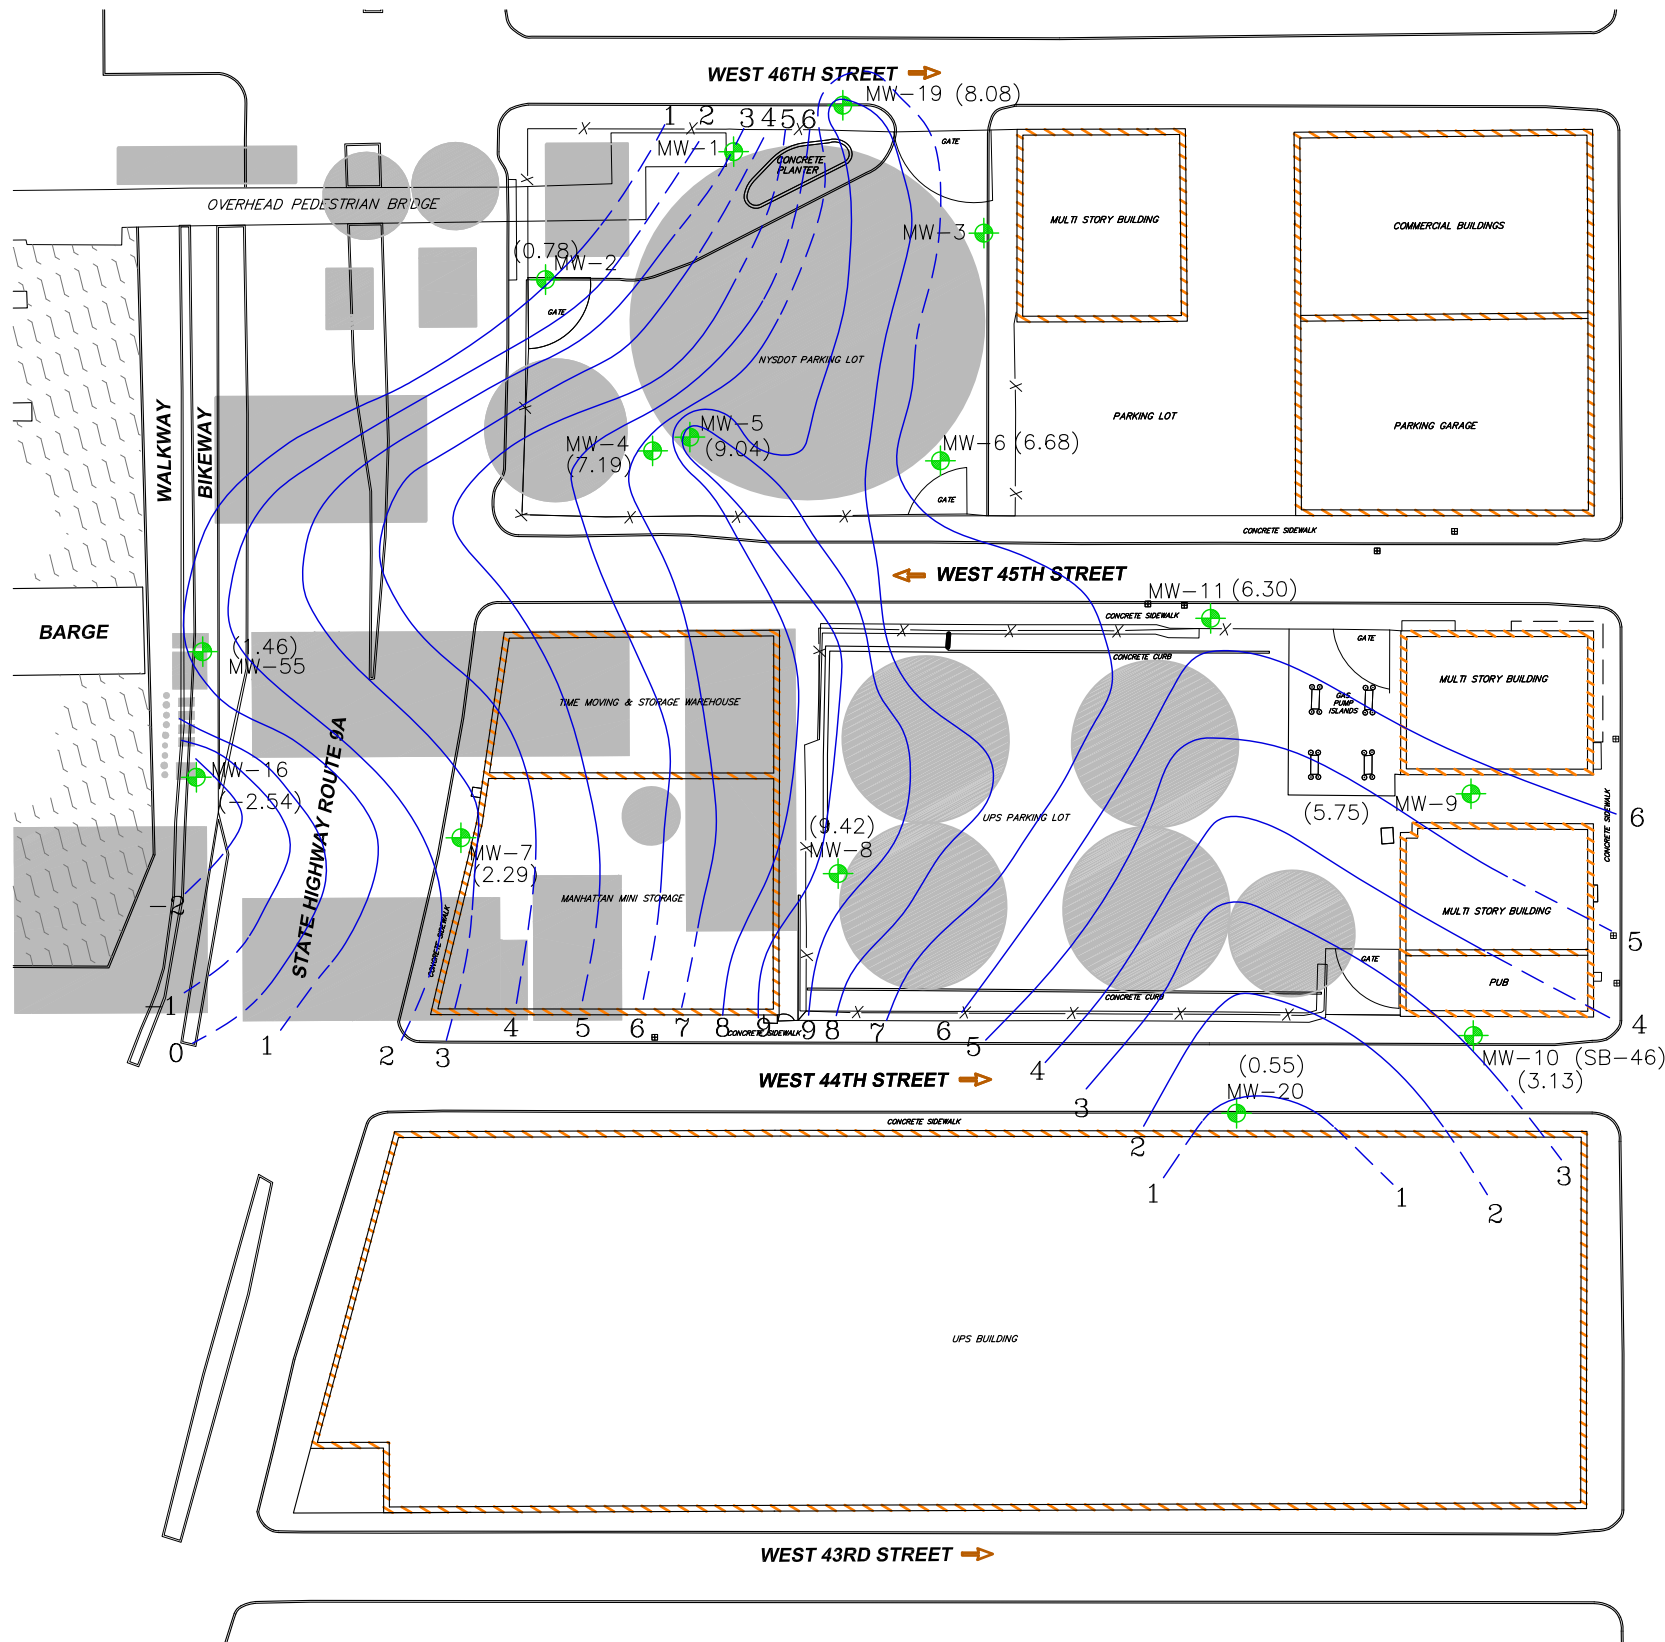 WEST 46TH STREET
MW-19 (8.08)
1 2 3 4 5 6
MW-1
CONCRETE
PLANTER
GATE
OVERHEAD PEDESTRIAN BRIDGE
MULTI STORY BUILDING
COMMERCIAL BUILDINGS
MW-3
(0.78)
MW-2
GATE
NYSDOT PARKING LOT
PARKING LOT
PARKING GARAGE
WALKWAY
BIKEWAY
MW-5
(9.04)
MW-4
(7.19)
MW-6 (6.68)
GATE
CONCRETE SIDEWALK
WEST 45TH STREET
MW-11 (6.30)
CONCRETE SIDEWALK
BARGE
(1.46)
MW-55
GATE
CONCRETE CURB
TIME MOVING & STORAGE WAREHOUSE
MULTI STORY BUILDING
GAS
PUMP
ISLANDS
STATE HIGHWAY ROUTE 9A
MW-16
(-2.54)
(5.75)
MW-9
CONCRETE SIDEWALK
6
UPS PARKING LOT
(9.42)
MW-8
MW-7
(2.29)
MANHATTAN MINI STORAGE
-2
MULTI STORY BUILDING
CONCRETE SIDEWALK
5
GATE
PUB
CONCRETE CURB
-1
0
1
2
3
4
5
6
7
8
9
CONCRETE SIDEWALK
9
8
7
6
5
4
3
2
1
4
MW-10 (SB-46)
(3.13)
(0.55)
MW-20
WEST 44TH STREET
CONCRETE SIDEWALK
1
2
3
UPS BUILDING
WEST 43RD STREET